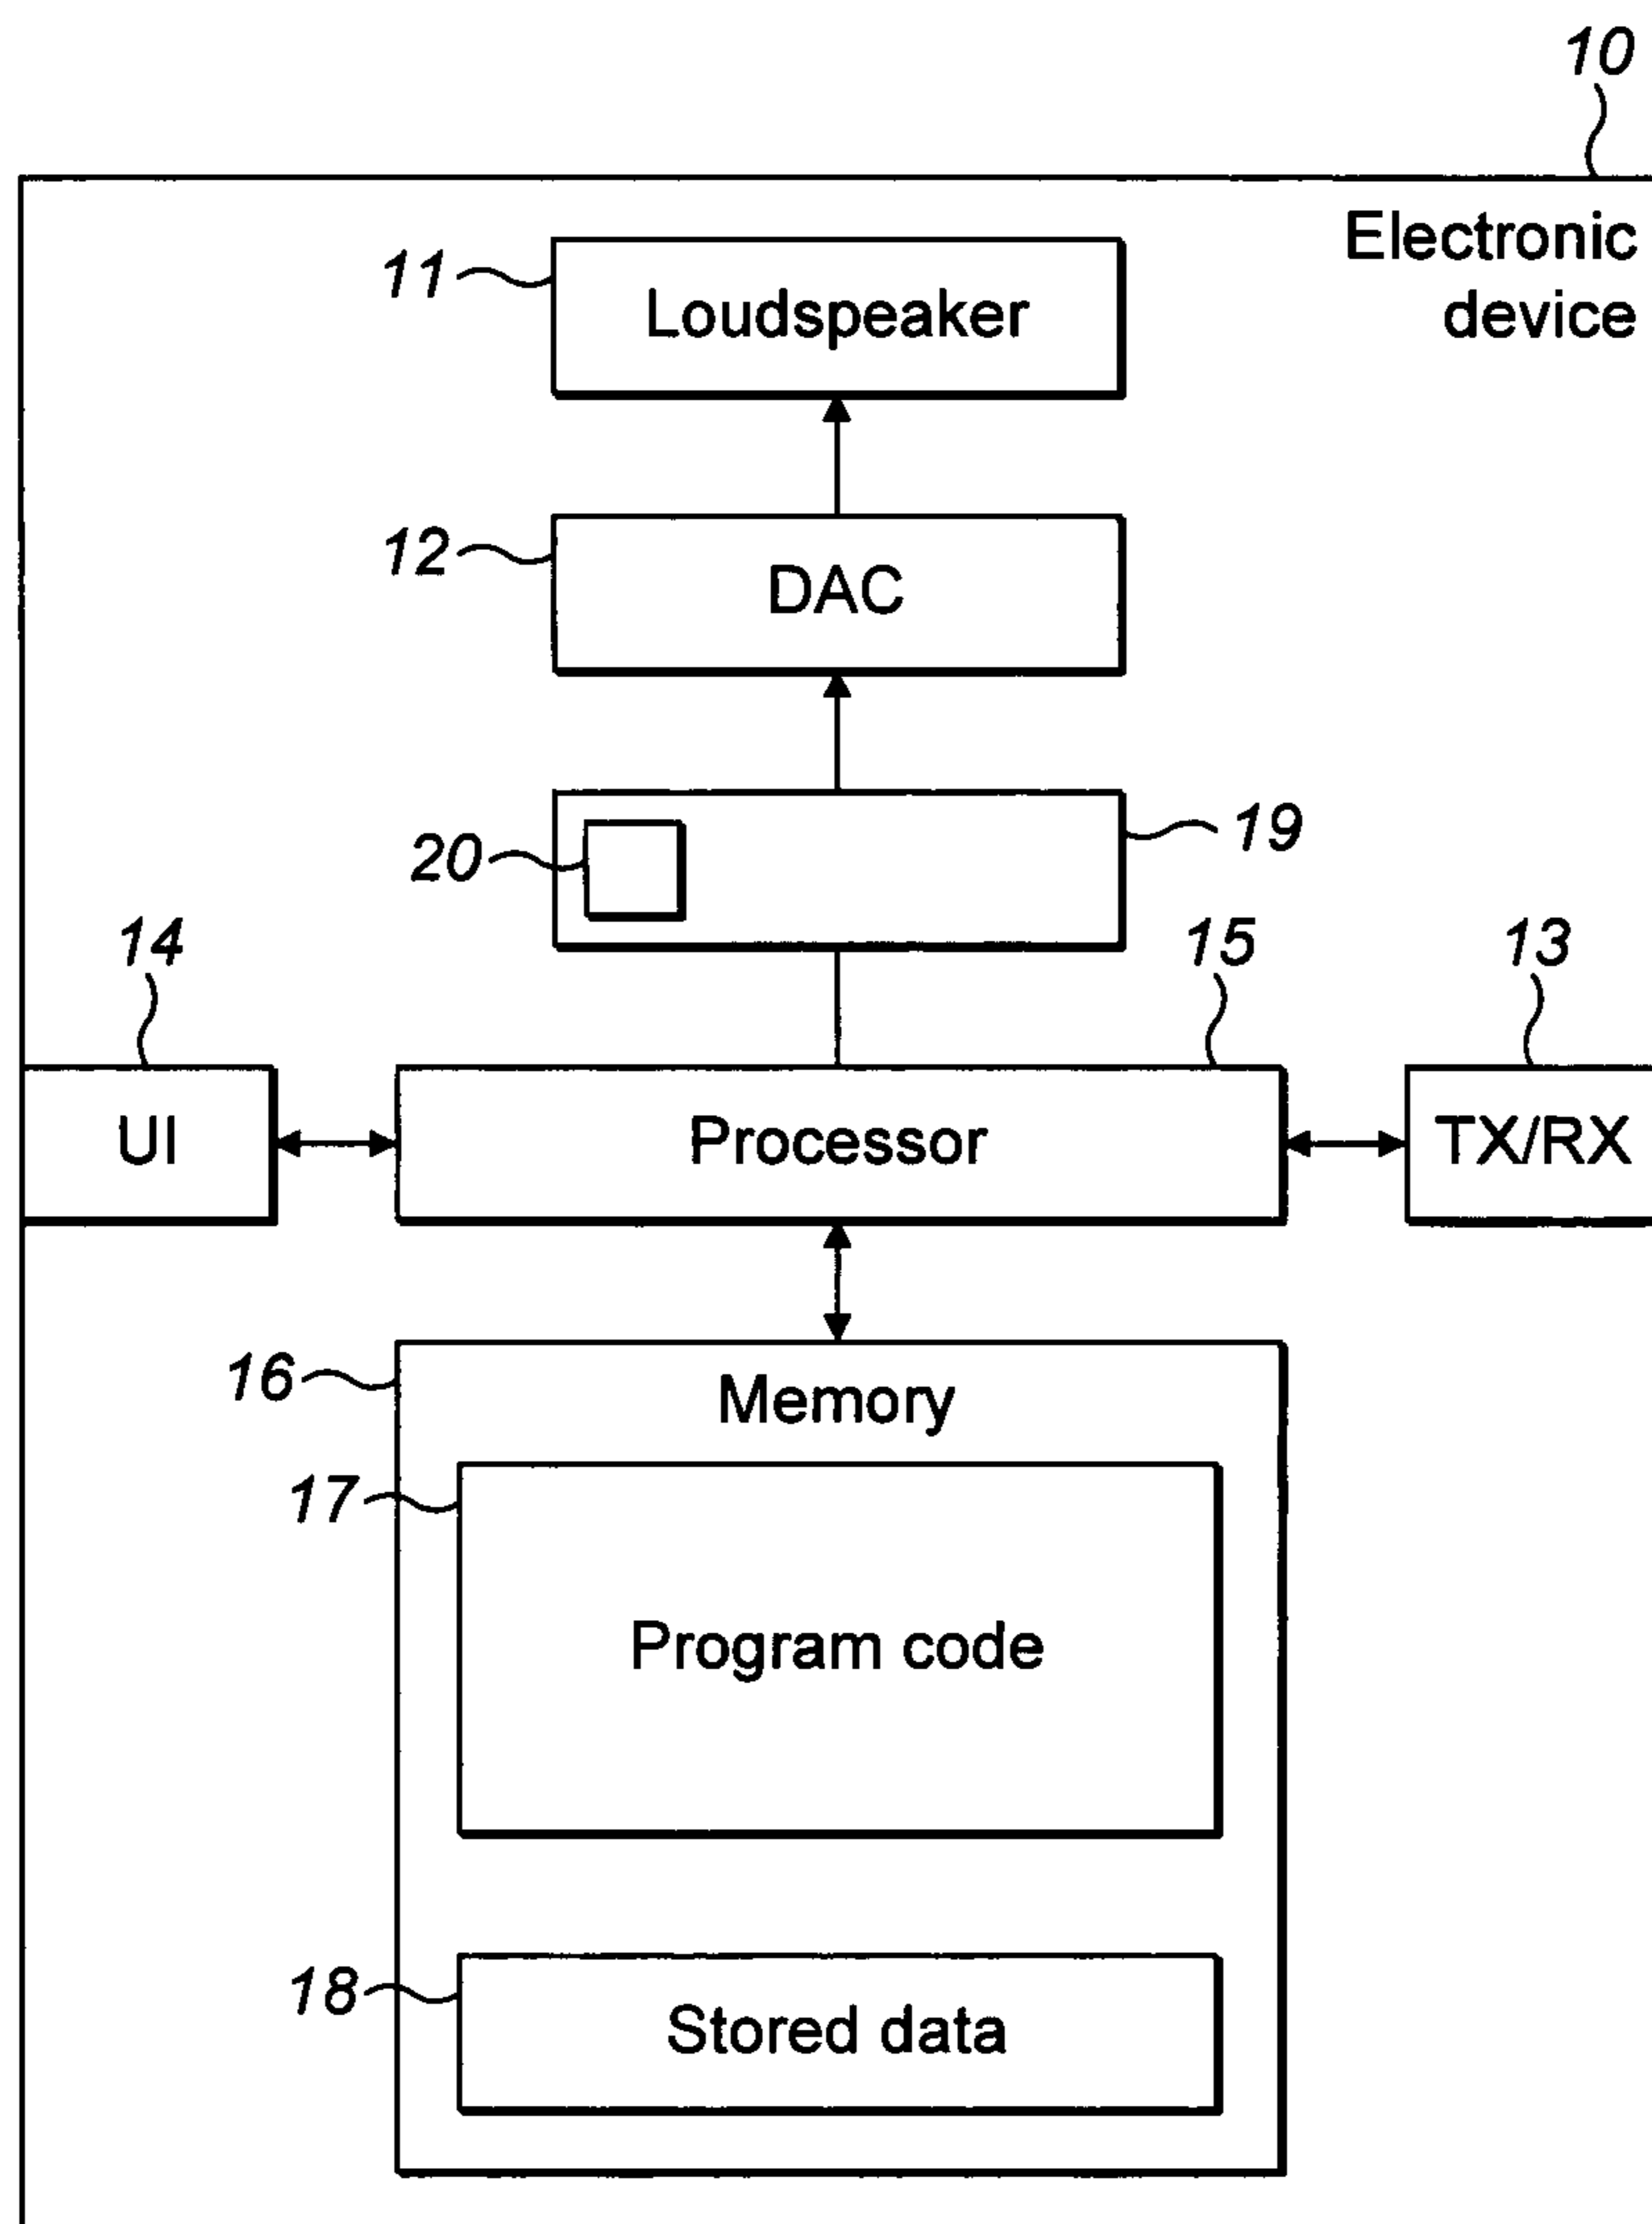 10
Electronic
device
11
Loudspeaker
12
DAC
19
20
14
15
13
UI
Processor
TX/RX
16
Memory
17
Program code
18
Stored data